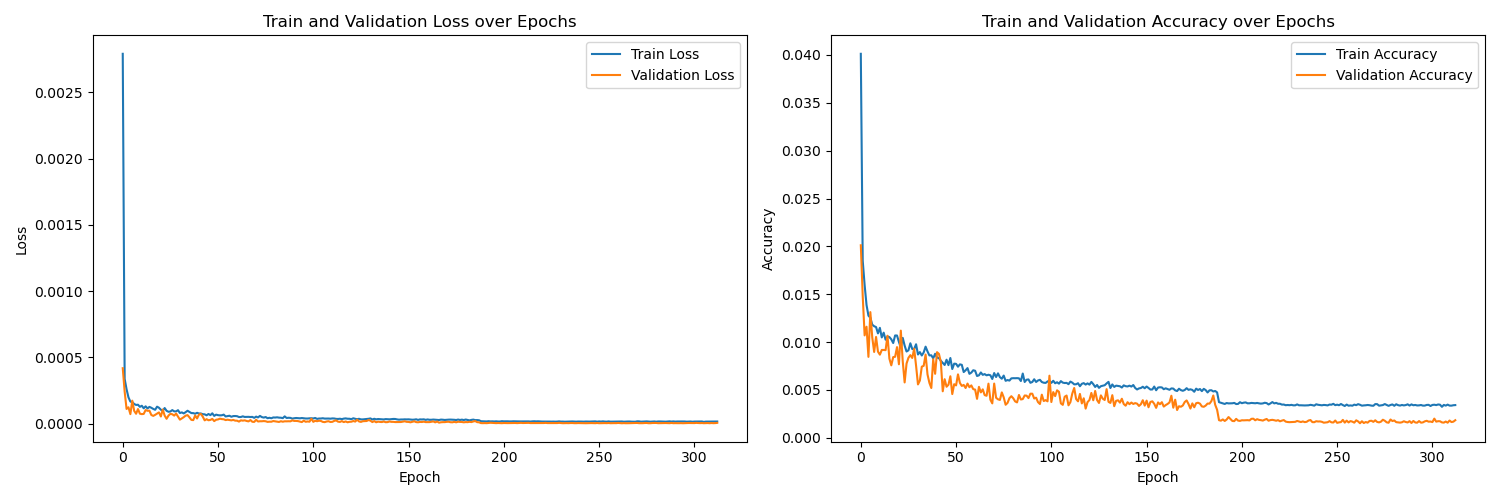 Train and Validation Loss over Epochs
Train Loss
Validation Loss
0.0025
0.0020
0.0015
0.0010
0.0005
0.0000
Loss
0 50 100 150 200 250 300
Epoch
Train and Validation Accuracy over Epochs
Train Accuracy
Validation Accuracy
0.040
0.035
0.030
0.025
0.020
0.015
0.010
0.005
0.000
Accuracy
0 50 100 150 200 250 300
Epoch